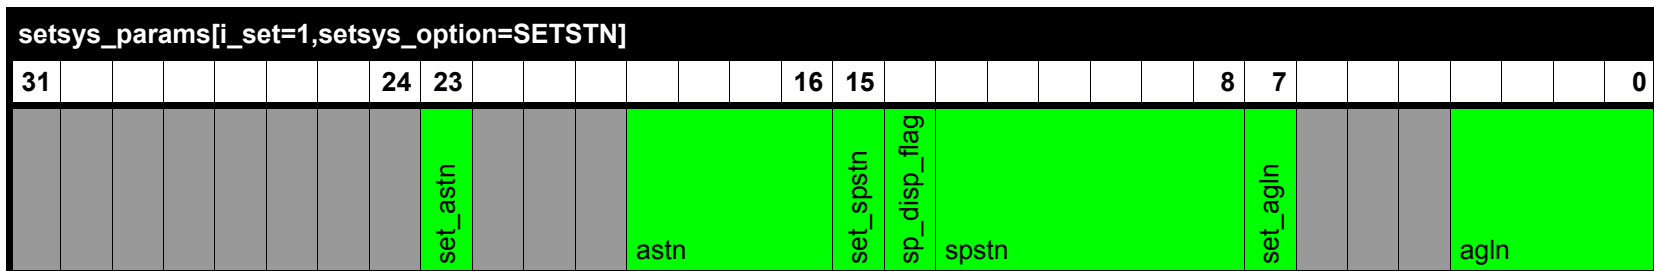 setsys_params[i_set=1,setsys_option=SETSTN]
31 24 23 16 15 8 7 0
set_astn astn set_spstn sp_disp_flag spstn set_agln agln